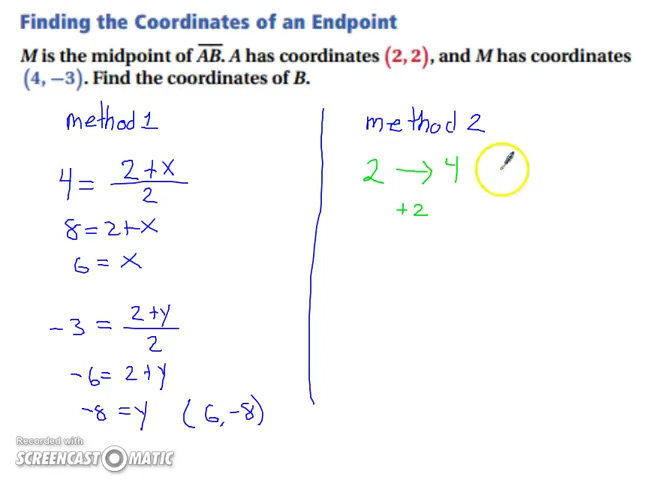 Finding the Coordinates of an Endpoint
M is the midpoint of AB. A has coordinates (2, 2), and M has coordinates
(4, −3). Find the coordinates of B.
method 1
4 = 2+x / 2
8 = 2+x
6 = x
-3 = 2+y / 2
-6 = 2+y
-8 = y (6, -8)
method 2
2 → 4
+2
Recorded with
SCREENCAST-O-MATIC